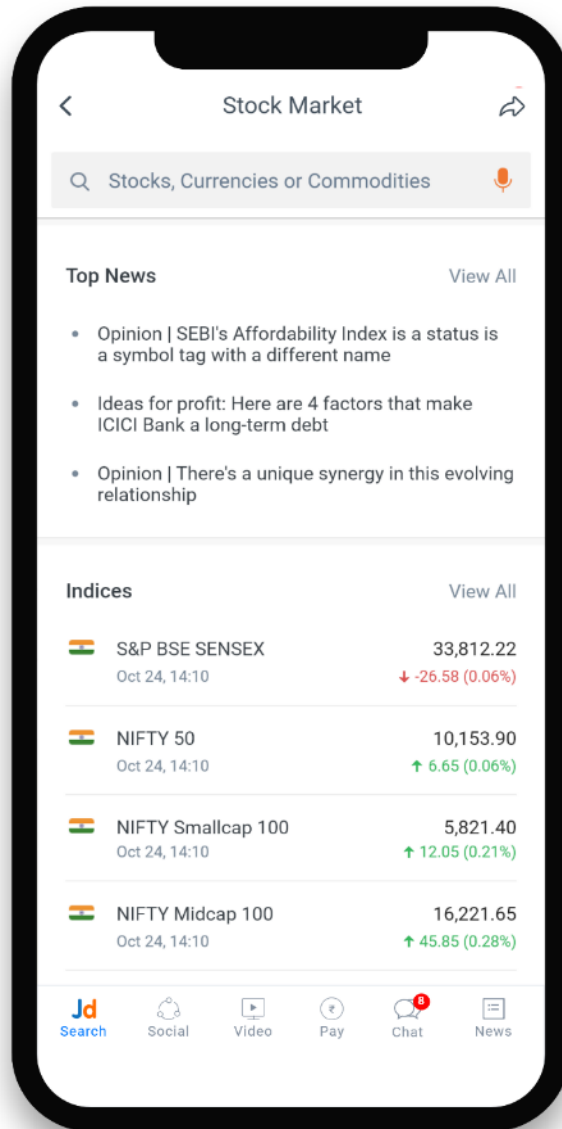 Stock Market
Stocks, Currencies or Commodities
Top News View All
• Opinion | SEBI's Affordability Index is a status is
a symbol tag with a different name
• Ideas for profit: Here are 4 factors that make
ICICI Bank a long-term debt
• Opinion | There's a unique synergy in this evolving
relationship
Indices View All
S&P BSE SENSEX 33,812.22
Oct 24, 14:10 ↓ -26.58 (0.06%)
NIFTY 50 10,153.90
Oct 24, 14:10 ↑ 6.65 (0.06%)
NIFTY Smallcap 100 5,821.40
Oct 24, 14:10 ↑ 12.05 (0.21%)
NIFTY Midcap 100 16,221.65
Oct 24, 14:10 ↑ 45.85 (0.28%)
Jd ₹ 8
Search Social Video Pay Chat News